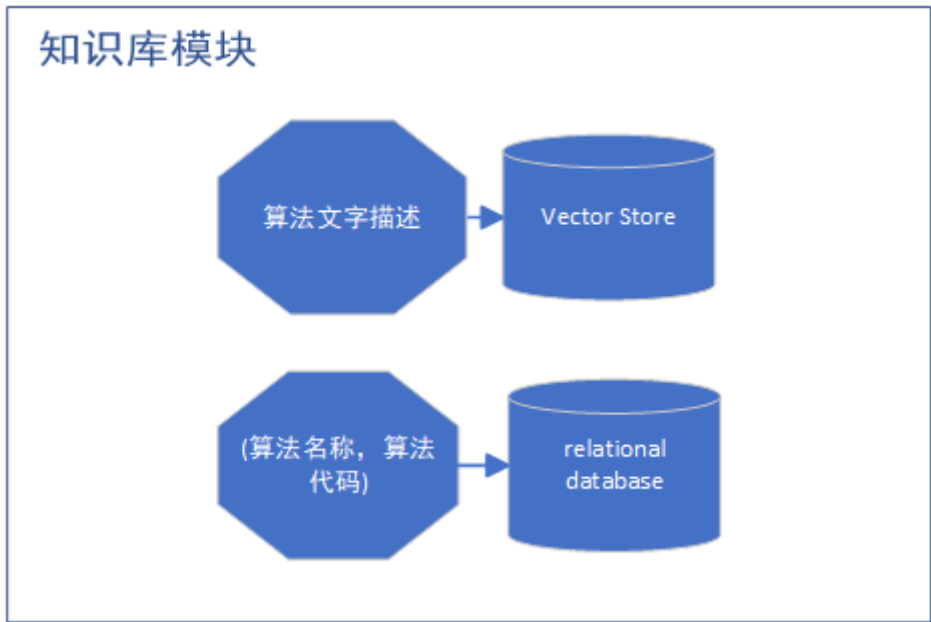 知识库模块
算法文字描述
Vector Store
(算法名称，算法
代码)
relational
database